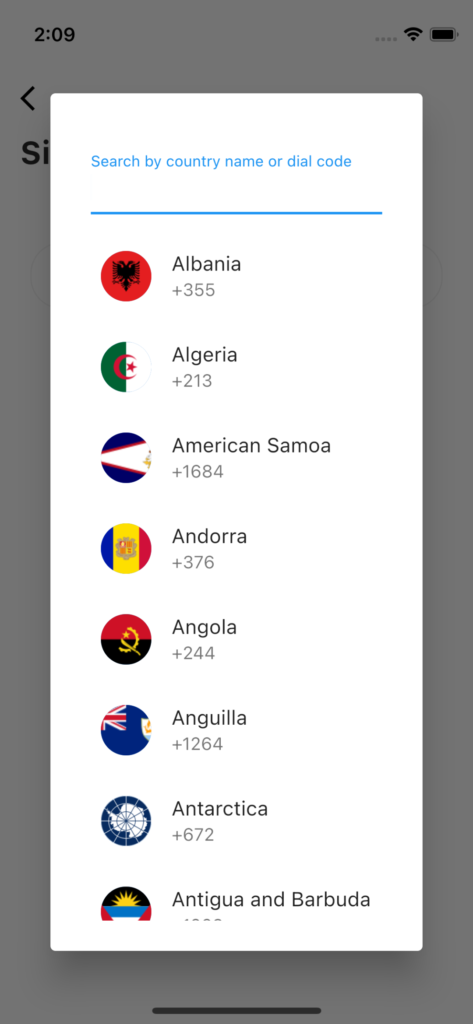 2:09
Si
Search by country name or dial code
Albania
+355
Algeria
+213
American Samoa
+1684
Andorra
+376
Angola
+244
Anguilla
+1264
Antarctica
+672
Antigua and Barbuda